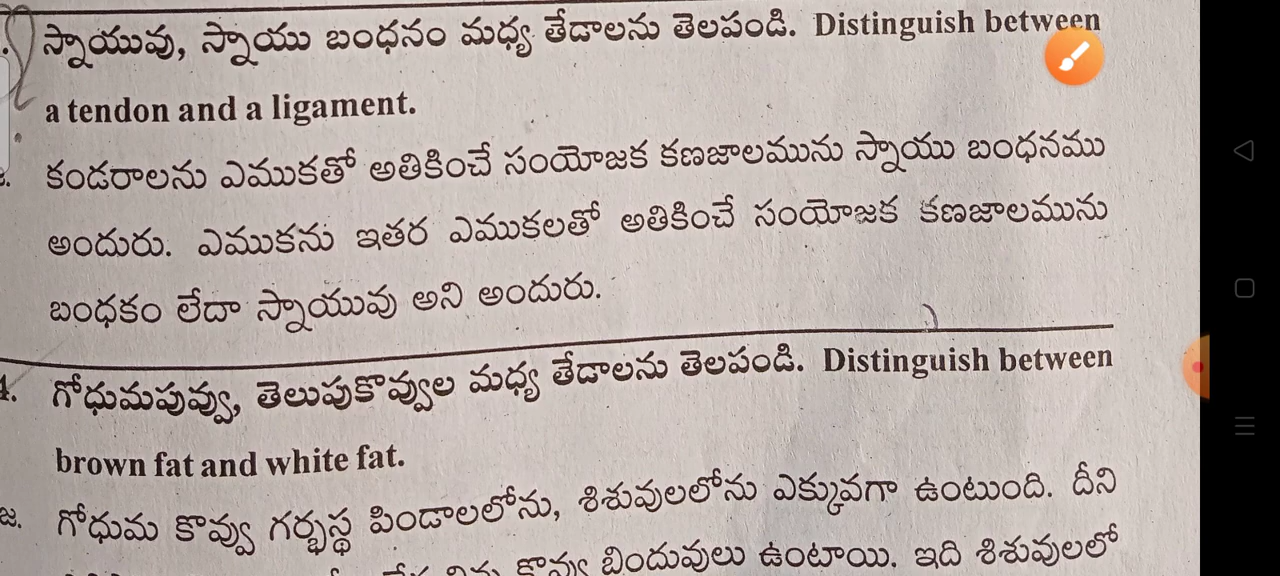 స్నాయువు, స్నాయు బంధనం మధ్య తేడాలను తెలపండి. Distinguish between
a tendon and a ligament.
కండరాలను ఎముకతో అతికించే సంయోజక కణజాలమును స్నాయు బంధనము
అందురు. ఎముకను ఇతర ఎముకలతో అతికించే సంయోజక కణజాలమును
బంధకం లేదా స్నాయువు అని అందురు.
4. గోధుమపువ్వు, తెలుపుకొవ్వుల మధ్య తేడాలను తెలపండి. Distinguish between
brown fat and white fat.
జ. గోధుమ కొవ్వు గర్భస్థ పిండాలలోను, శిశువులలోను ఎక్కువగా ఉంటుంది. దీని
కొవ్వు బిందువులు ఉంటాయి. ఇది శిశువులలో